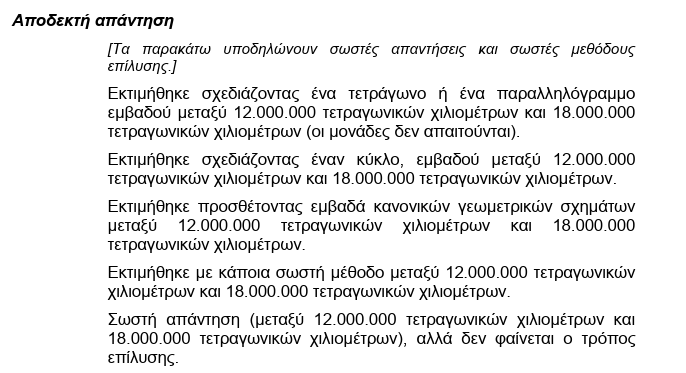 Αποδεκτή απάντηση
[Τα παρακάτω υποδηλώνουν σωστές απαντήσεις και σωστές μεθόδους
επίλυσης.]
Εκτιμήθηκε σχεδιάζοντας ένα τετράγωνο ή ένα παραλληλόγραμμο
εμβαδού μεταξύ 12.000.000 τετραγωνικών χιλιομέτρων και 18.000.000
τετραγωνικών χιλιομέτρων (οι μονάδες δεν απαιτούνται).
Εκτιμήθηκε σχεδιάζοντας έναν κύκλο, εμβαδού μεταξύ 12.000.000
τετραγωνικών χιλιομέτρων και 18.000.000 τετραγωνικών χιλιομέτρων.
Εκτιμήθηκε προσθέτοντας εμβαδά κανονικών γεωμετρικών σχημάτων
μεταξύ 12.000.000 τετραγωνικών χιλιομέτρων και 18.000.000
τετραγωνικών χιλιομέτρων.
Εκτιμήθηκε με κάποια σωστή μέθοδο μεταξύ 12.000.000 τετραγωνικών
χιλιομέτρων και 18.000.000 τετραγωνικών χιλιομέτρων.
Σωστή απάντηση (μεταξύ 12.000.000 τετραγωνικών χιλιομέτρων και
18.000.000 τετραγωνικών χιλιομέτρων), αλλά δεν φαίνεται ο τρόπος
επίλυσης.